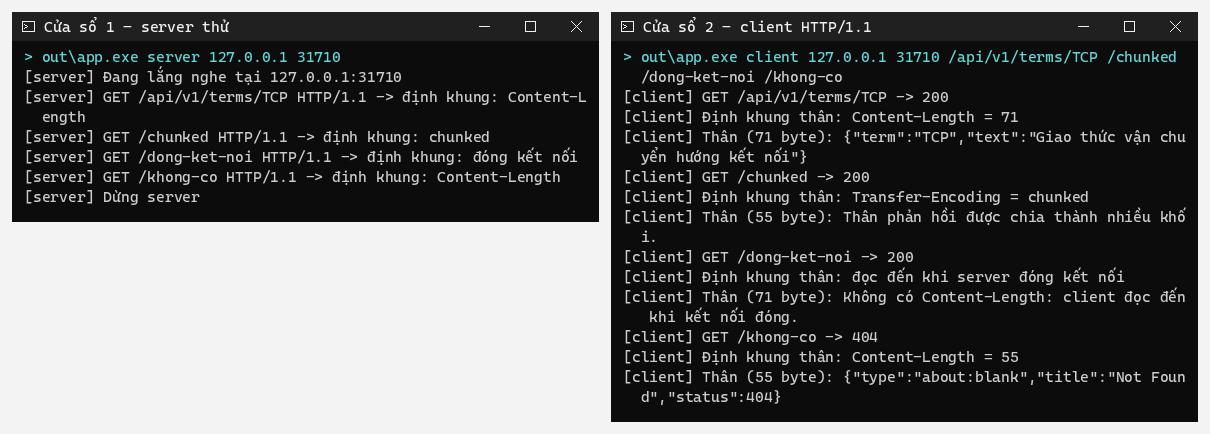 Cửa sổ 1 — server thử
> out\app.exe server 127.0.0.1 31710
[server] Đang lắng nghe tại 127.0.0.1:31710
[server] GET /api/v1/terms/TCP HTTP/1.1 -> định khung: Content-L
ength
[server] GET /chunked HTTP/1.1 -> định khung: chunked
[server] GET /dong-ket-noi HTTP/1.1 -> định khung: đóng kết nối
[server] GET /khong-co HTTP/1.1 -> định khung: Content-Length
[server] Dừng server
Cửa sổ 2 — client HTTP/1.1
> out\app.exe client 127.0.0.1 31710 /api/v1/terms/TCP /chunked
/dong-ket-noi /khong-co
[client] GET /api/v1/terms/TCP -> 200
[client] Định khung thân: Content-Length = 71
[client] Thân (71 byte): {"term":"TCP","text":"Giao thức vận chu
yển hướng kết nối"}
[client] GET /chunked -> 200
[client] Định khung thân: Transfer-Encoding = chunked
[client] Thân (55 byte): Thân phản hồi được chia thành nhiều khố
i.
[client] GET /dong-ket-noi -> 200
[client] Định khung thân: đọc đến khi server đóng kết nối
[client] Thân (71 byte): Không có Content-Length: client đọc đến
khi kết nối đóng.
[client] GET /khong-co -> 404
[client] Định khung thân: Content-Length = 55
[client] Thân (55 byte): {"type":"about:blank","title":"Not Foun
d","status":404}